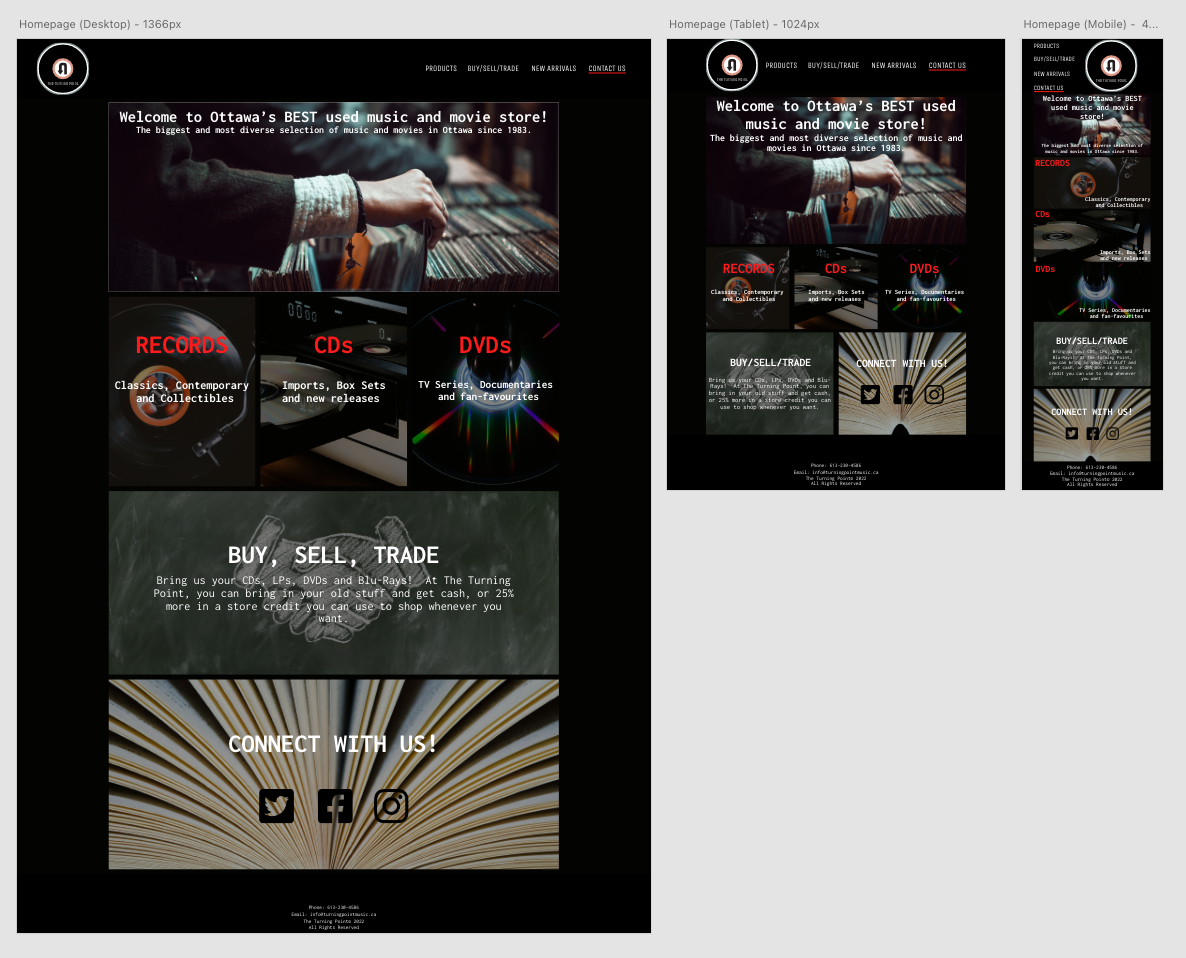 Homepage (Desktop) - 1366px
THE TURNING POINT
PRODUCTS BUY/SELL/TRADE NEW ARRIVALS CONTACT US
Welcome to Ottawa's BEST used music and movie store!
The biggest and most diverse selection of music and movies in Ottawa since 1983.
RECORDS
Classics, Contemporary
and Collectibles
CDs
Imports, Box Sets
and new releases
DVDs
TV Series, Documentaries
and fan-favourites
BUY, SELL, TRADE
Bring us your CDs, LPs, DVDs and Blu-Rays! At The Turning
Point, you can bring in your old stuff and get cash, or 25%
more in a store credit you can use to shop whenever you
want.
CONNECT WITH US!
Phone: 613-230-4586
Email: info@turningpointmusic.ca
The Turning Pointo 2022
All Rights Reserved
Homepage (Tablet) - 1024px
THE TURNING POINT
PRODUCTS BUY/SELL/TRADE NEW ARRIVALS CONTACT US
Welcome to Ottawa's BEST used
music and movie store!
The biggest and most diverse selection of music and
movies in Ottawa since 1983.
RECORDS
Classics, Contemporary
and Collectibles
CDs
Imports, Box Sets
and new releases
DVDs
TV Series, Documentaries
and fan-favourites
BUY/SELL/TRADE
Bring us your CDs, LPs, DVDs and Blu-
Rays! At The Turning Point, you can
bring in your old stuff and get cash,
or 25% more in a store credit you can
use to shop whenever you want.
CONNECT WITH US!
Phone: 613-230-4586
Email: info@turningpointmusic.ca
The Turning Pointo 2022
All Rights Reserved
Homepage (Mobile) - 4...
PRODUCTS
BUY/SELL/TRADE
NEW ARRIVALS
CONTACT US
THE TURNING POINT
Welcome to Ottawa's BEST
used music and movie
store!
The biggest and most diverse selection of
music and movies in Ottawa since 1983.
RECORDS
Classics, Contemporary
and Collectibles
CDs
Imports, Box Sets
and new releases
DVDs
TV Series, Documentaries
and fan-favourites
BUY/SELL/TRADE
Bring us your CDs, LPs, DVDs and
Blu-Rays! At The Turning Point,
you can bring in your old stuff and
get cash, or 25% more in a store
credit you can use to shop whenever
you want.
CONNECT WITH US!
Phone: 613-230-4586
Email: info@turningpointmusic.ca
The Turning Pointo 2022
All Rights Reserved